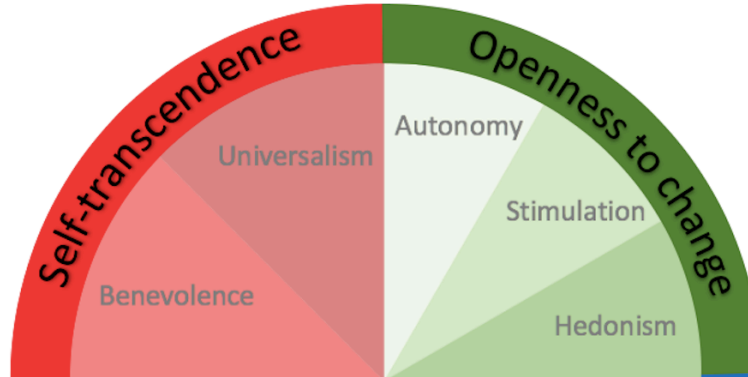 Self-transcendence
Openness to change
Autonomy
Universalism
Stimulation
Benevolence
Hedonism